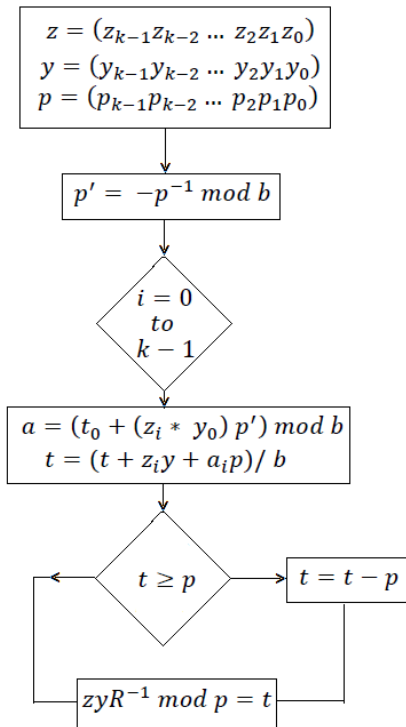 z = (z_{k-1}z_{k-2} … z_2z_1z_0)
y = (y_{k-1}y_{k-2} … y_2y_1y_0)
p = (p_{k-1}p_{k-2} … p_2p_1p_0)
p′ = −p^{−1} mod b
i = 0
to
k − 1
a = (t_0 + (z_i * y_0) p′) mod b
t = (t + z_iy + a_ip)/ b
t ≥ p
t = t − p
zyR^{−1} mod p = t